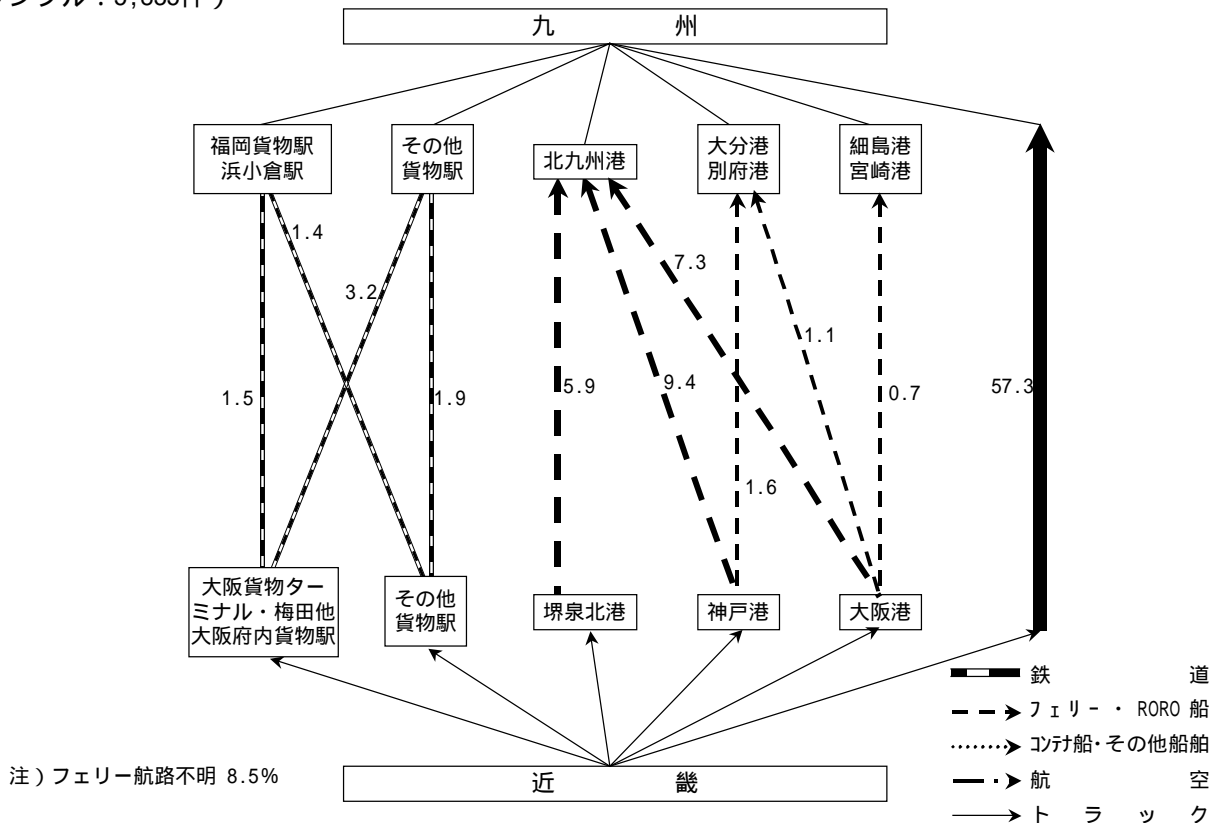 九 州
福岡貨物駅
浜小倉駅
その他
貨物駅
北九州港
大分港
別府港
細島港
宮崎港
1.4
3.2
7.3
1.5
1.9
5.9
9.4
1.6
1.1
0.7
57.3
大阪貨物ター
ミナル・梅田他
大阪府内貨物駅
その他
貨物駅
堺泉北港
神戸港
大阪港
鉄 道
フェリー・RORO 船
コンテナ船・その他船舶
航 空
ト ラ ッ ク
注)フェリー航路不明 8.5%
近 畿